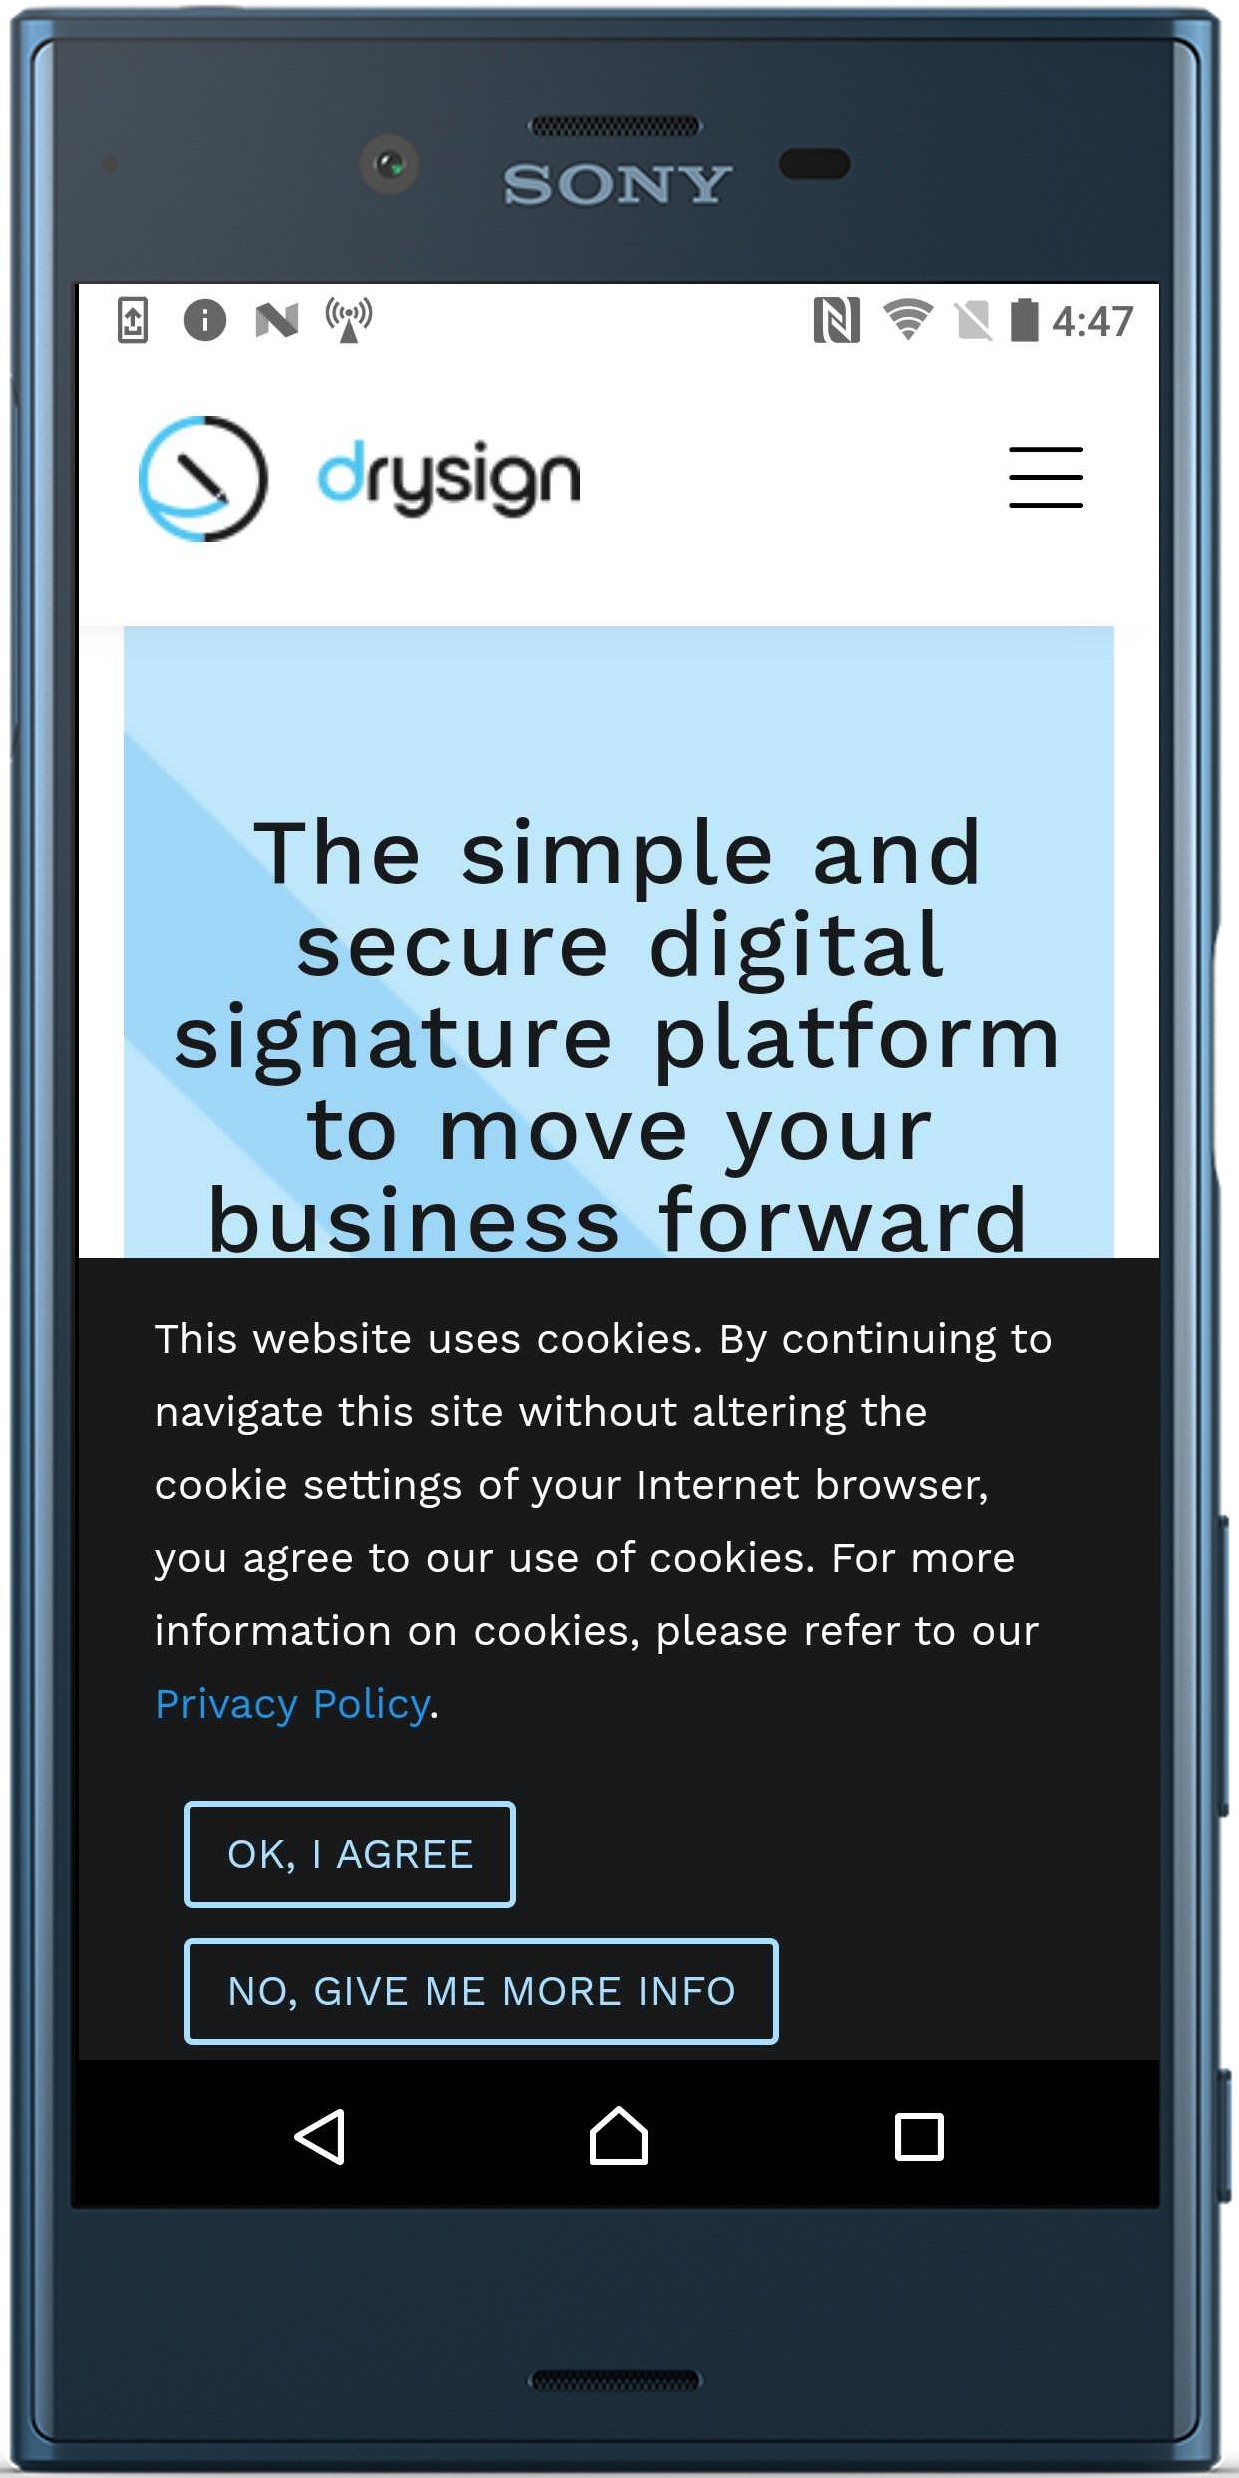 SONY
4:47
drysign
The simple and
secure digital
signature platform
to move your
business forward
This website uses cookies. By continuing to
navigate this site without altering the
cookie settings of your Internet browser,
you agree to our use of cookies. For more
information on cookies, please refer to our
Privacy Policy.
OK, I AGREE
NO, GIVE ME MORE INFO